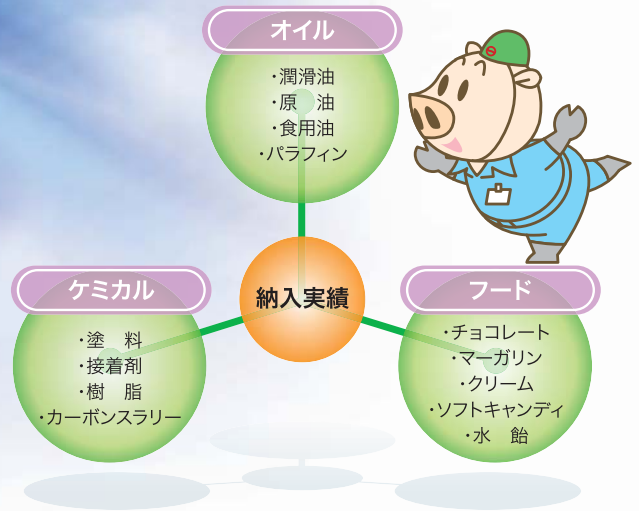 オイル
・潤滑油
・原　油
・食用油
・パラフィン
納入実績
ケミカル
・塗　料
・接着剤
・樹　脂
・カーボンスラリー
フード
・チョコレート
・マーガリン
・クリーム
・ソフトキャンディ
・水　飴